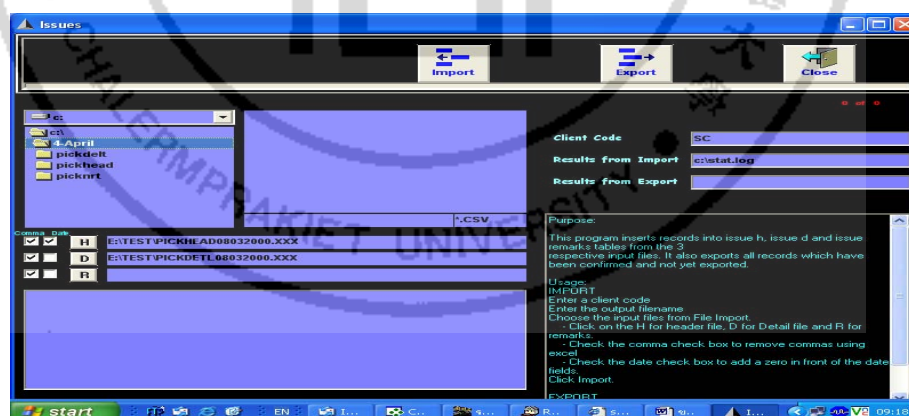 Issues
Import
Export
Close
0 of 0
c:
c:\
4-April
pickdelt
pickhead
picknrt
*.CSV
Client Code
SC
Results from Import
c:\stat.log
Results from Export
Comma Date
H
E:\TEST\PICKHEAD08032000.XXX
D
E:\TEST\PICKDETL08032000.XXX
R
Purpose:
This program inserts records into issue h, issue d and issue
remarks tables from the 3
respective input files. It also exports all records which have
been confirmed and not yet exported.
Usage:
IMPORT
Enter a client code
Enter the output filename
Choose the input files from File Import.
- Click on the H for header file, D for Detail file and R for
remarks.
- Check the comma check box to remove commas using
excel
- Check the date check box to add a zero in front of the date
fields.
Click Import.
EXPORT
CHALERMPRAKIET UNIVERSITY
start
EN
I...
C...
s...
R...
s...
I...
09:18